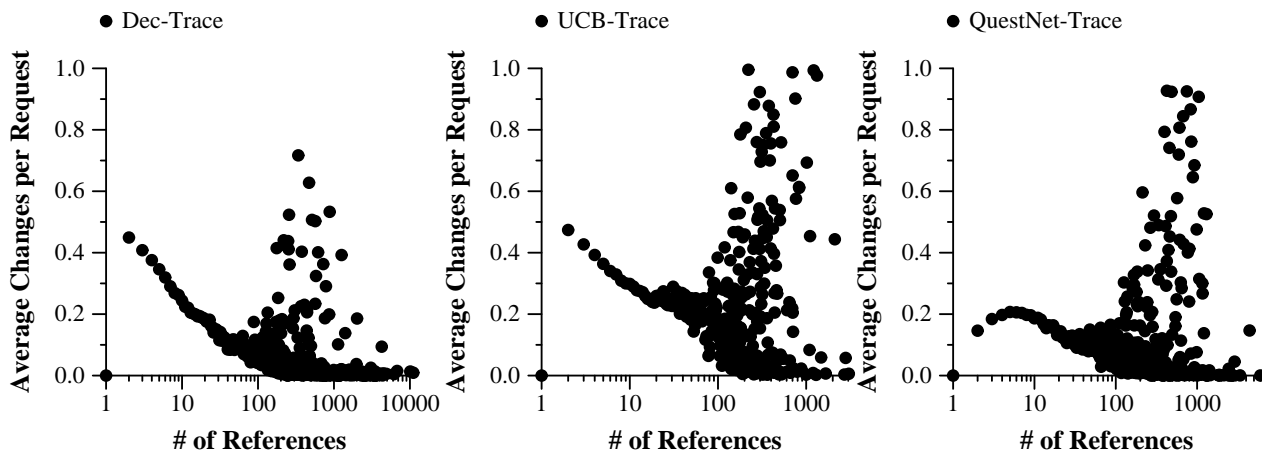 Dec-Trace
Average Changes per Request
1.0
0.8
0.6
0.4
0.2
0.0
1 10 100 1000 10000
# of References
UCB-Trace
Average Changes per Request
1.0
0.8
0.6
0.4
0.2
0.0
1 10 100 1000
# of References
QuestNet-Trace
Average Changes per Request
1.0
0.8
0.6
0.4
0.2
0.0
1 10 100 1000
# of References